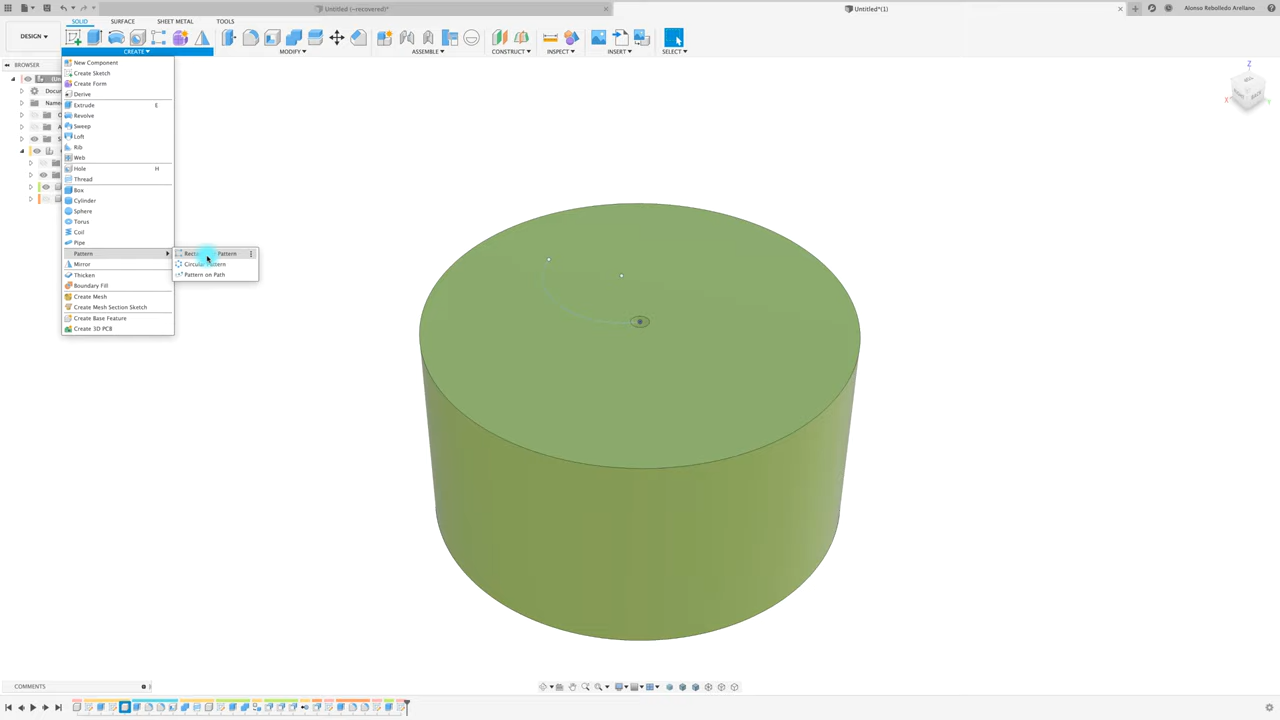 Untitled (~recovered)*
Untitled*(1)
Alonso Rebolledo Arellano
SOLID
SURFACE
SHEET METAL
TOOLS
DESIGN
CREATE
MODIFY
ASSEMBLE
CONSTRUCT
INSPECT
INSERT
SELECT
BROWSER
New Component
Create Sketch
Create Form
Derive
Extrude E
Revolve
Sweep
Loft
Rib
Web
Hole H
Thread
Box
Cylinder
Sphere
Torus
Coil
Pipe
Pattern
Mirror
Thicken
Boundary Fill
Create Mesh
Create Mesh Section Sketch
Create Base Feature
Create 3D PCB
Pattern
Circular Pattern
Pattern on Path
Z
X
COMMENTS